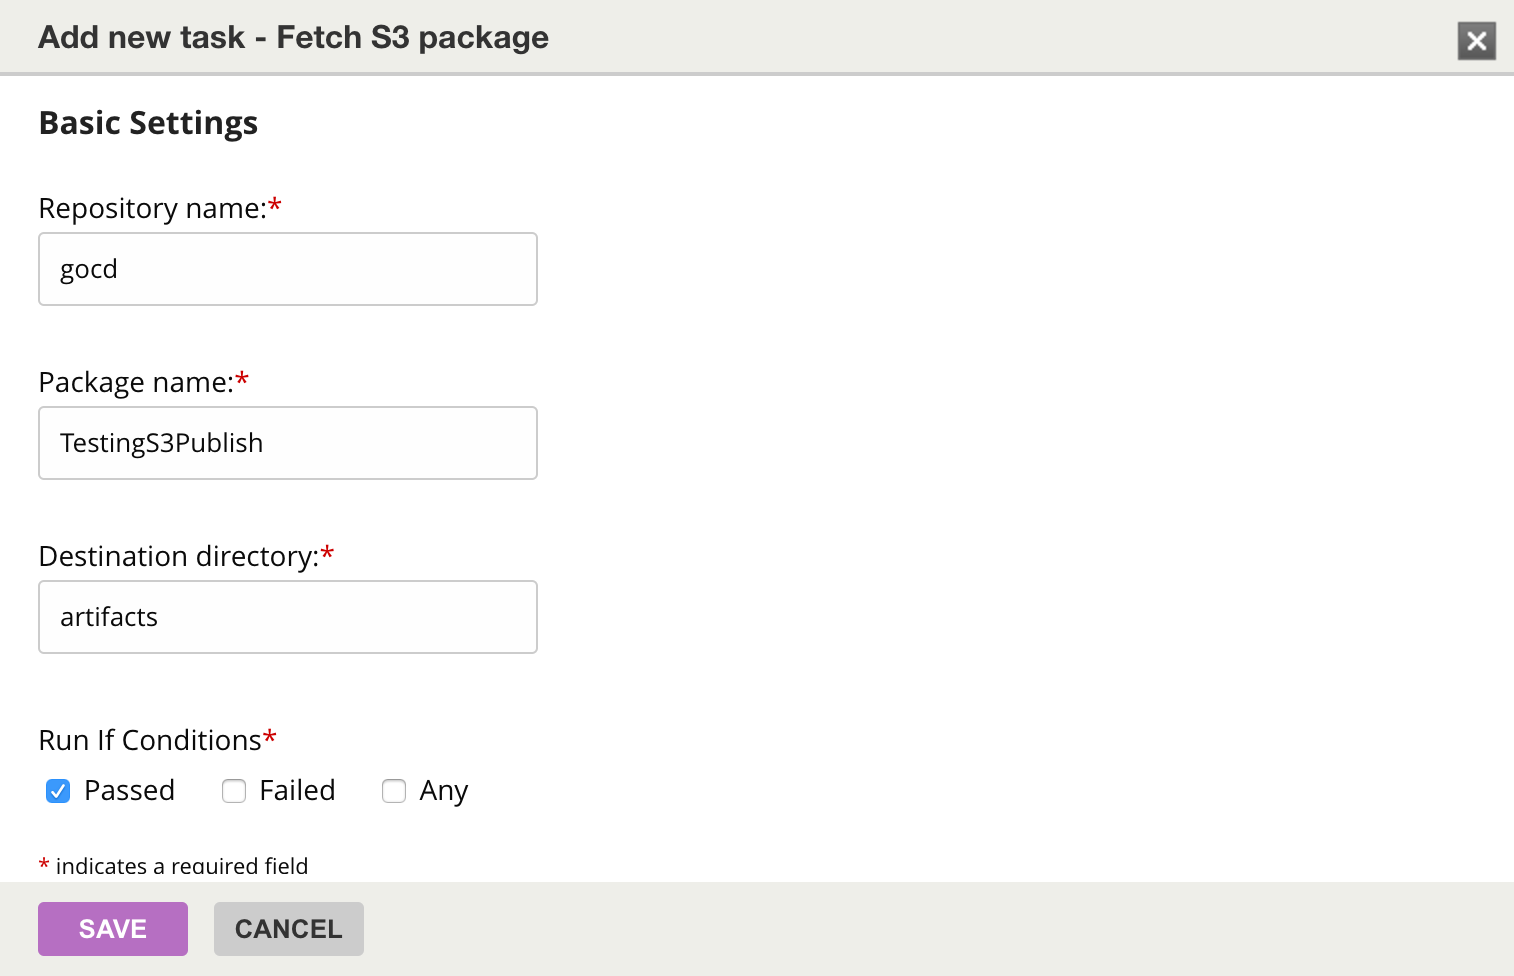 Add new task - Fetch S3 package
Basic Settings
Repository name:*
gocd
Package name:*
TestingS3Publish
Destination directory:*
artifacts
Run If Conditions*
Passed Failed Any
* indicates a required field
SAVE CANCEL